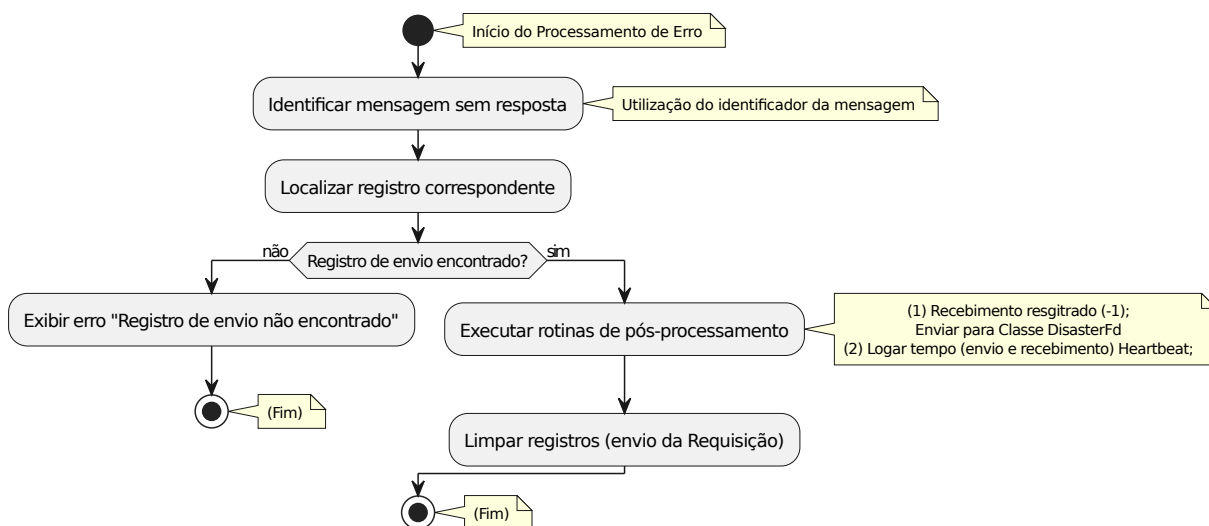 Início do Processamento de Erro
Identificar mensagem sem resposta
Utilização do identificador da mensagem
Localizar registro correspondente
não
Registro de envio encontrado?
sim
Exibir erro "Registro de envio não encontrado"
Executar rotinas de pós-processamento
(1) Recebimento resgitrado (-1);
Enviar para Classe DisasterFd
(2) Logar tempo (envio e recebimento) Heartbeat;
(Fim)
Limpar registros (envio da Requisição)
(Fim)